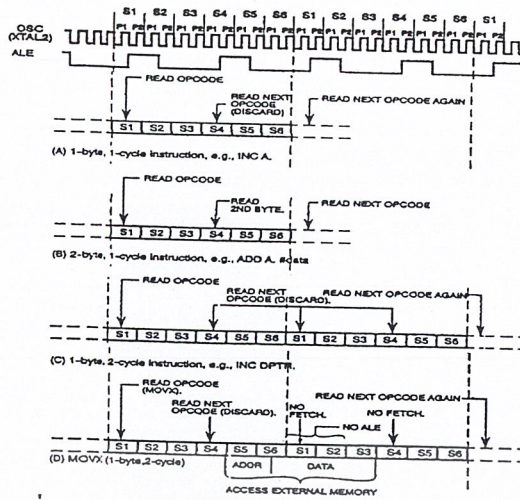 S1 S2 S3 S4 S5 S6 S1 S2 S3 S4 S5 S6 S1
P1 P2 P1 P2 P1 P2 P1 P2 P1 P2 P1 P2 P1 P2 P1 P2 P1 P2 P1 P2 P1 P2 P1 P2 P1 P2
OSC
(XTAL2)
ALE
READ OPCODE
READ NEXT
OPCODE
(DISCARD)
READ NEXT OPCODE AGAIN
S1 S2 S3 S4 S5 S6
(A) 1-byte, 1-cycle instruction, e.g., INC A.
READ OPCODE
READ
2ND BYTE.
READ NEXT OPCODE
S1 S2 S3 S4 S5 S6
(B) 2-byte, 1-cycle instruction, e.g., ADD A. #data
READ OPCODE
READ NEXT
OPCODE (DISCARD).
READ NEXT OPCODE AGAIN
S1 S2 S3 S4 S5 S6 S1 S2 S3 S4 S5 S6
(C) 1-byte, 2-cycle instruction, e.g., INC DPTR.
READ OPCODE
(MOVX).
READ NEXT
OPCODE (DISCARD).
NO
FETCH.
NO ALE
NO FETCH.
READ NEXT OPCODE AGAIN
S1 S2 S3 S4 S5 S6 S1 S2 S3 S4 S5 S6
(D) MOVX (1-byte,2-cycle)
ADDR DATA
ACCESS EXTERNAL MEMORY